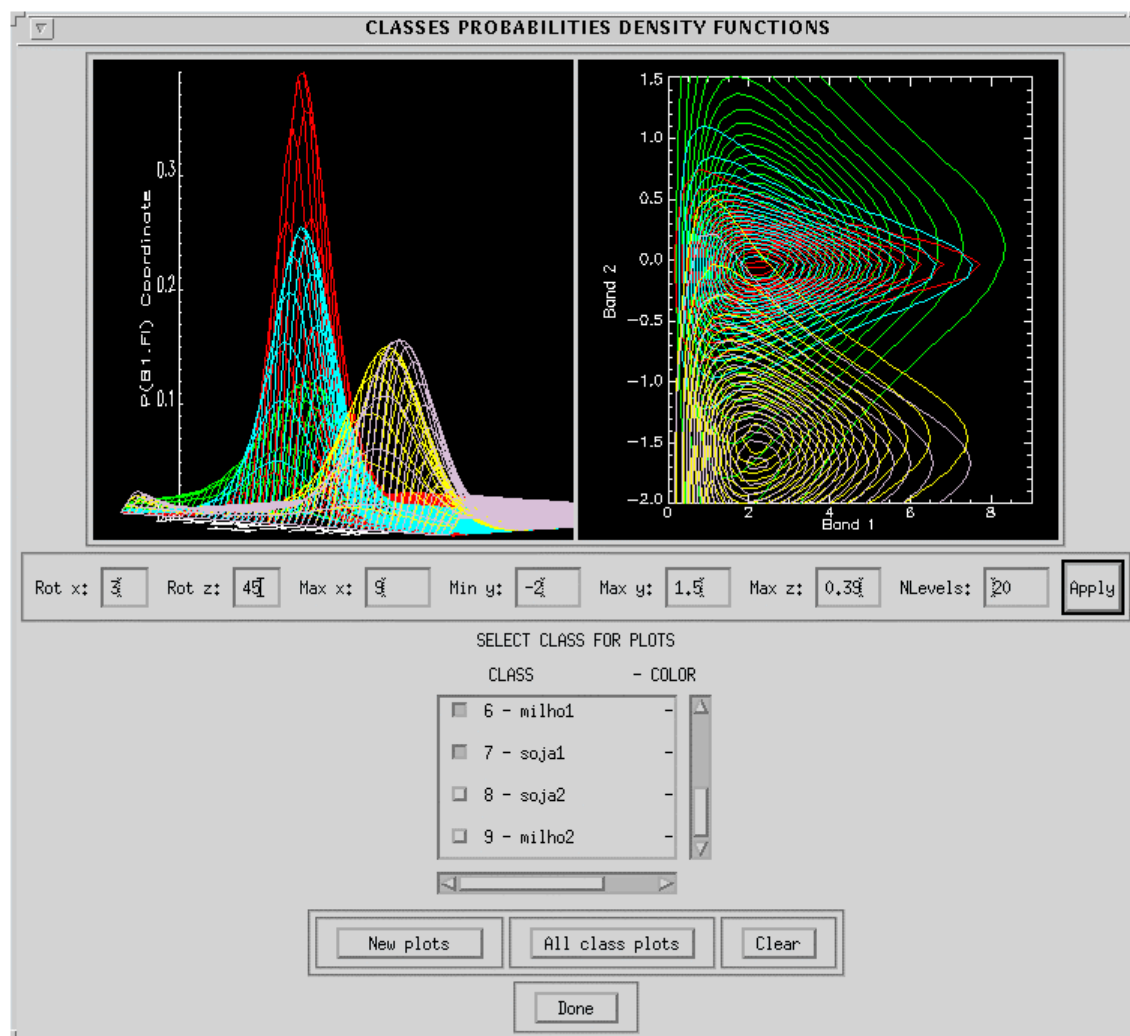 CLASSES PROBABILITIES DENSITY FUNCTIONS
P(B1.FI) Coordinate
0.3
0.2
0.1
Band 2
1.5
1.0
0.5
0.0
-0.5
-1.0
-1.5
-2.0
0 2 4 6 8
Band 1
Rot x: 3 Rot z: 45 Max x: 9 Min y: -2 Max y: 1.5 Max z: 0.39 NLevels: 20 Apply
SELECT CLASS FOR PLOTS
CLASS - COLOR
6 - milho1 -
7 - soja1 -
8 - soja2 -
9 - milho2 -
New plots All class plots Clear
Done